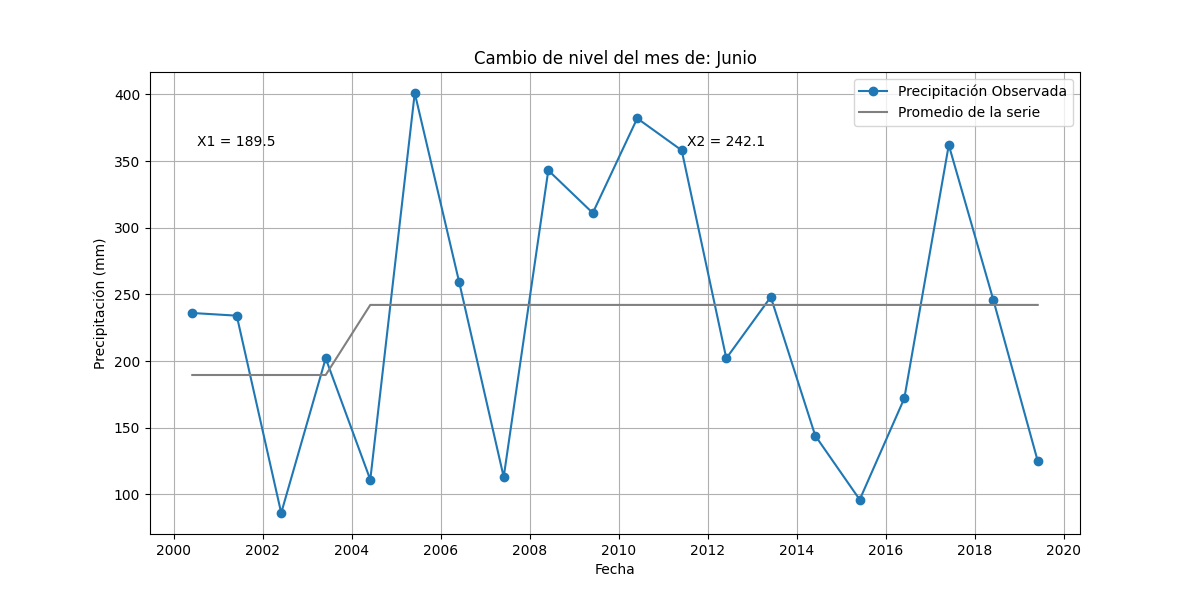 Cambio de nivel del mes de: Junio
Precipitación Observada
Promedio de la serie
X1 = 189.5
X2 = 242.1
Precipitación (mm)
400
350
300
250
200
150
100
2000 2002 2004 2006 2008 2010 2012 2014 2016 2018 2020
Fecha